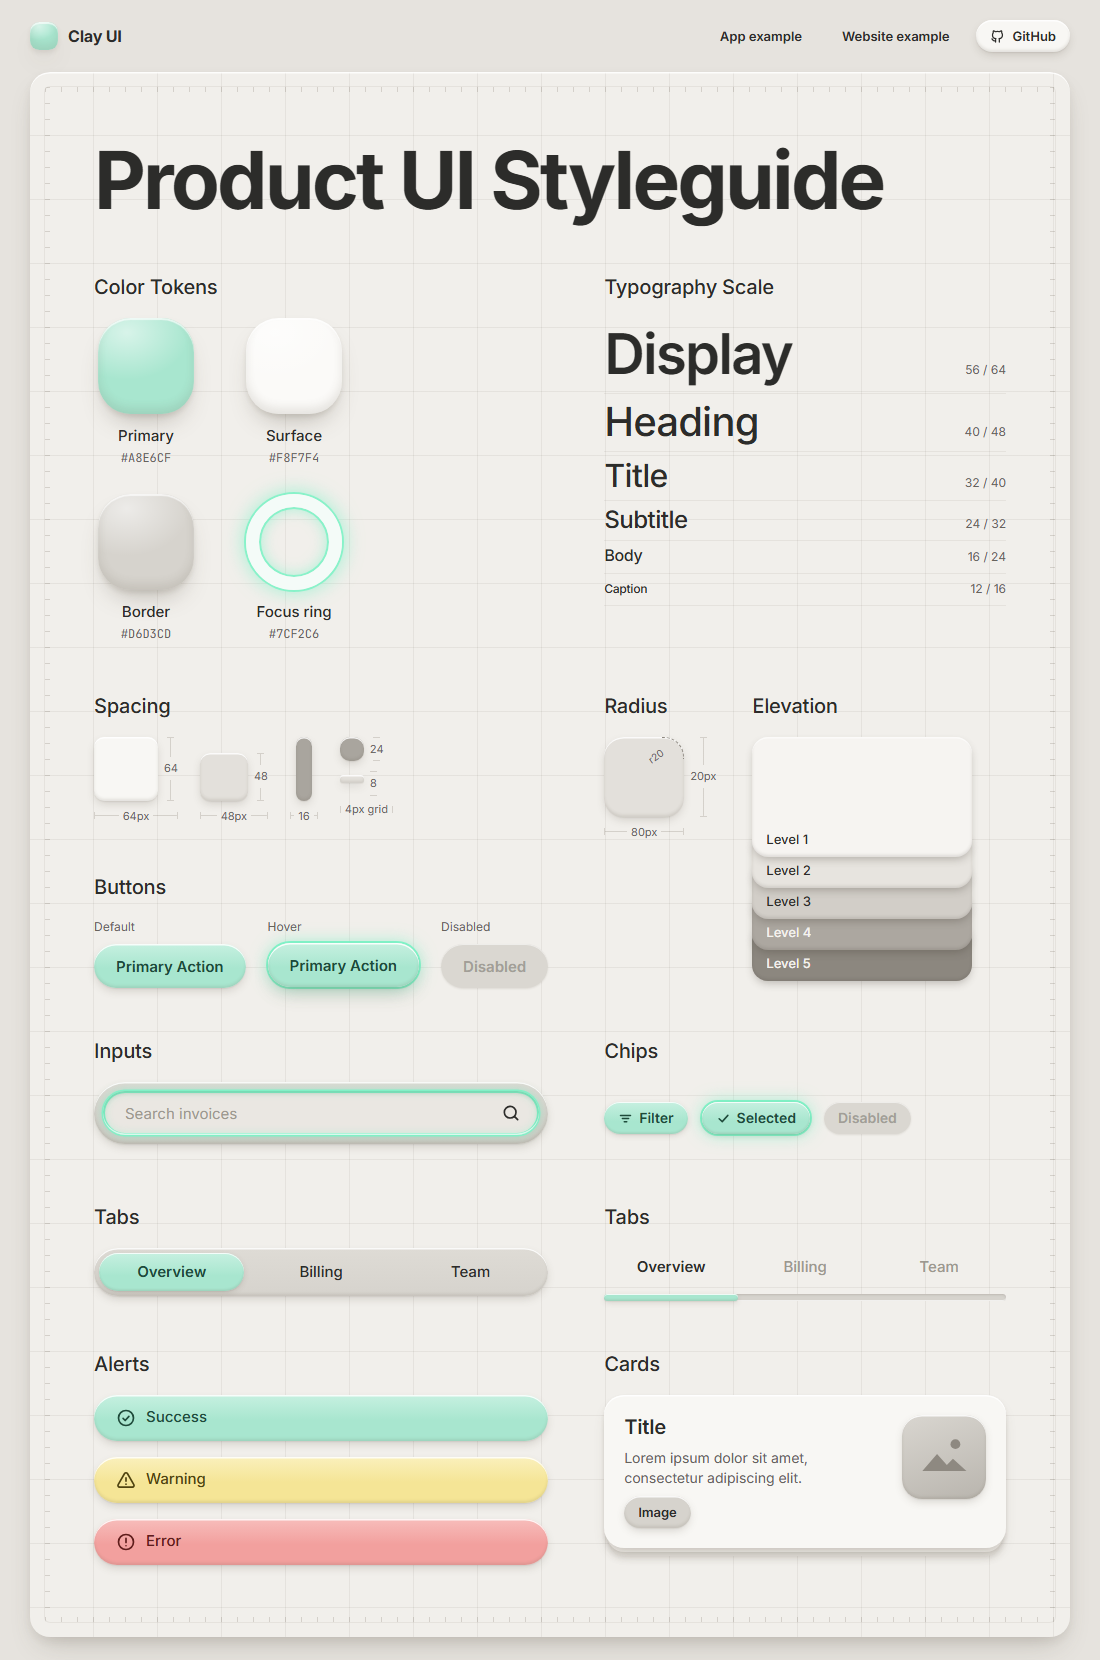 Clay UI
App example
Website example
GitHub
Product UI Styleguide
Color Tokens
Primary
#A8E6CF
Surface
#F8F7F4
Border
#D6D3CD
Focus ring
#7CF2C6
Typography Scale
Display
56 / 64
Heading
40 / 48
Title
32 / 40
Subtitle
24 / 32
Body
16 / 24
Caption
12 / 16
Spacing
64
64px
48
48px
16
24
8
4px grid
Radius
r20
20px
80px
Elevation
Level 1
Level 2
Level 3
Level 4
Level 5
Buttons
Default
Primary Action
Hover
Primary Action
Disabled
Disabled
Inputs
Search invoices
Chips
Filter
Selected
Disabled
Tabs
Overview
Billing
Team
Tabs
Overview
Billing
Team
Alerts
Success
Warning
Error
Cards
Title
Lorem ipsum dolor sit amet,
consectetur adipiscing elit.
Image